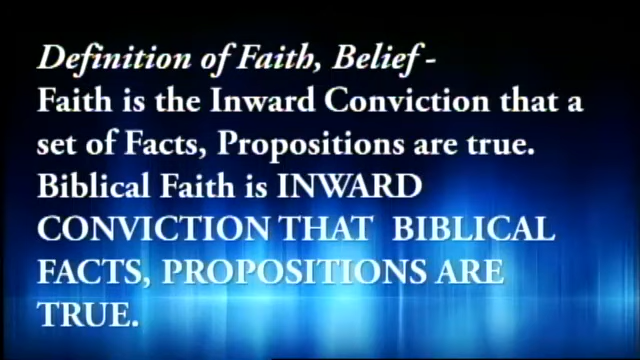 Definition of Faith, Belief -
Faith is the Inward Conviction that a
set of Facts, Propositions are true.
Biblical Faith is INWARD
CONVICTION THAT BIBLICAL
FACTS, PROPOSITIONS ARE
TRUE.